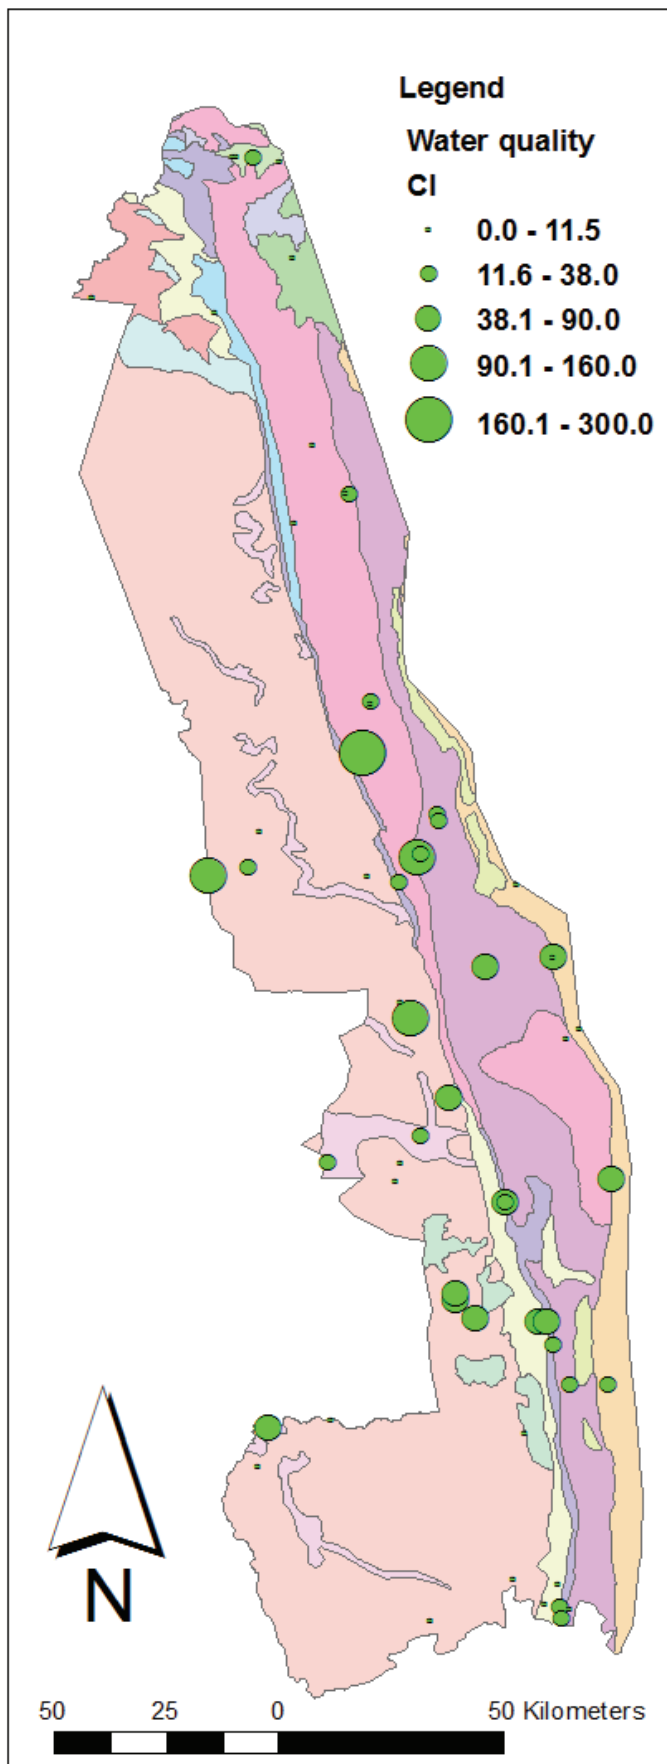 Legend
Water quality
Cl
0.0 - 11.5
11.6 - 38.0
38.1 - 90.0
90.1 - 160.0
160.1 - 300.0
N
50 25 0 50 Kilometers